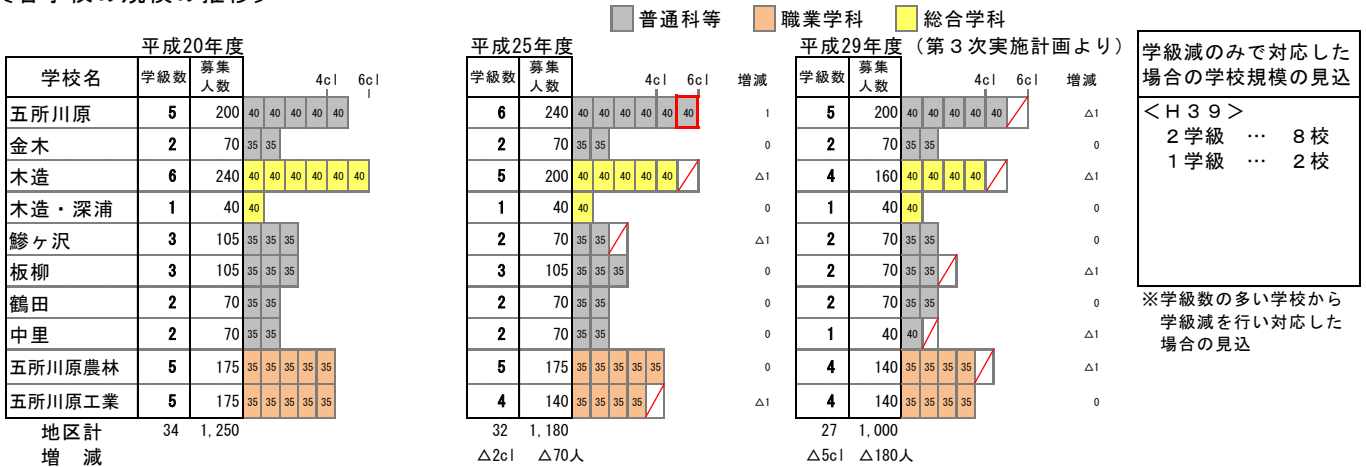 普通科等 職業学科 総合学科
平成20年度 平成25年度 平成29年度（第３次実施計画より）
学校名 学級数 募集人数 4cl 6cl 学級数 募集人数 4cl 6cl 増減 学級数 募集人数 4cl 6cl 増減
五所川原 5 200 40 40 40 40 40 6 240 40 40 40 40 40 40 1 5 200 40 40 40 40 40 △1
金木 2 70 35 35 2 70 35 35 0 2 70 35 35 0
木造 6 240 40 40 40 40 40 40 5 200 40 40 40 40 40 △1 4 160 40 40 40 40 △1
木造・深浦 1 40 40 1 40 40 0 1 40 40 0
鰺ヶ沢 3 105 35 35 35 2 70 35 35 △1 2 70 35 35 0
板柳 3 105 35 35 35 3 105 35 35 35 0 2 70 35 35 △1
鶴田 2 70 35 35 2 70 35 35 0 2 70 35 35 0
中里 2 70 35 35 2 70 35 35 0 1 40 40 △1
五所川原農林 5 175 35 35 35 35 35 5 175 35 35 35 35 35 0 4 140 35 35 35 35 △1
五所川原工業 5 175 35 35 35 35 35 4 140 35 35 35 35 △1 4 140 35 35 35 35 0
地区計 34 1,250 32 1,180 27 1,000
増　減 △2cl △70人 △5cl △180人
学級減のみで対応した
場合の学校規模の見込
＜Ｈ３９＞
２学級 … ８校
１学級 … ２校
※学級数の多い学校から
学級減を行い対応した
場合の見込